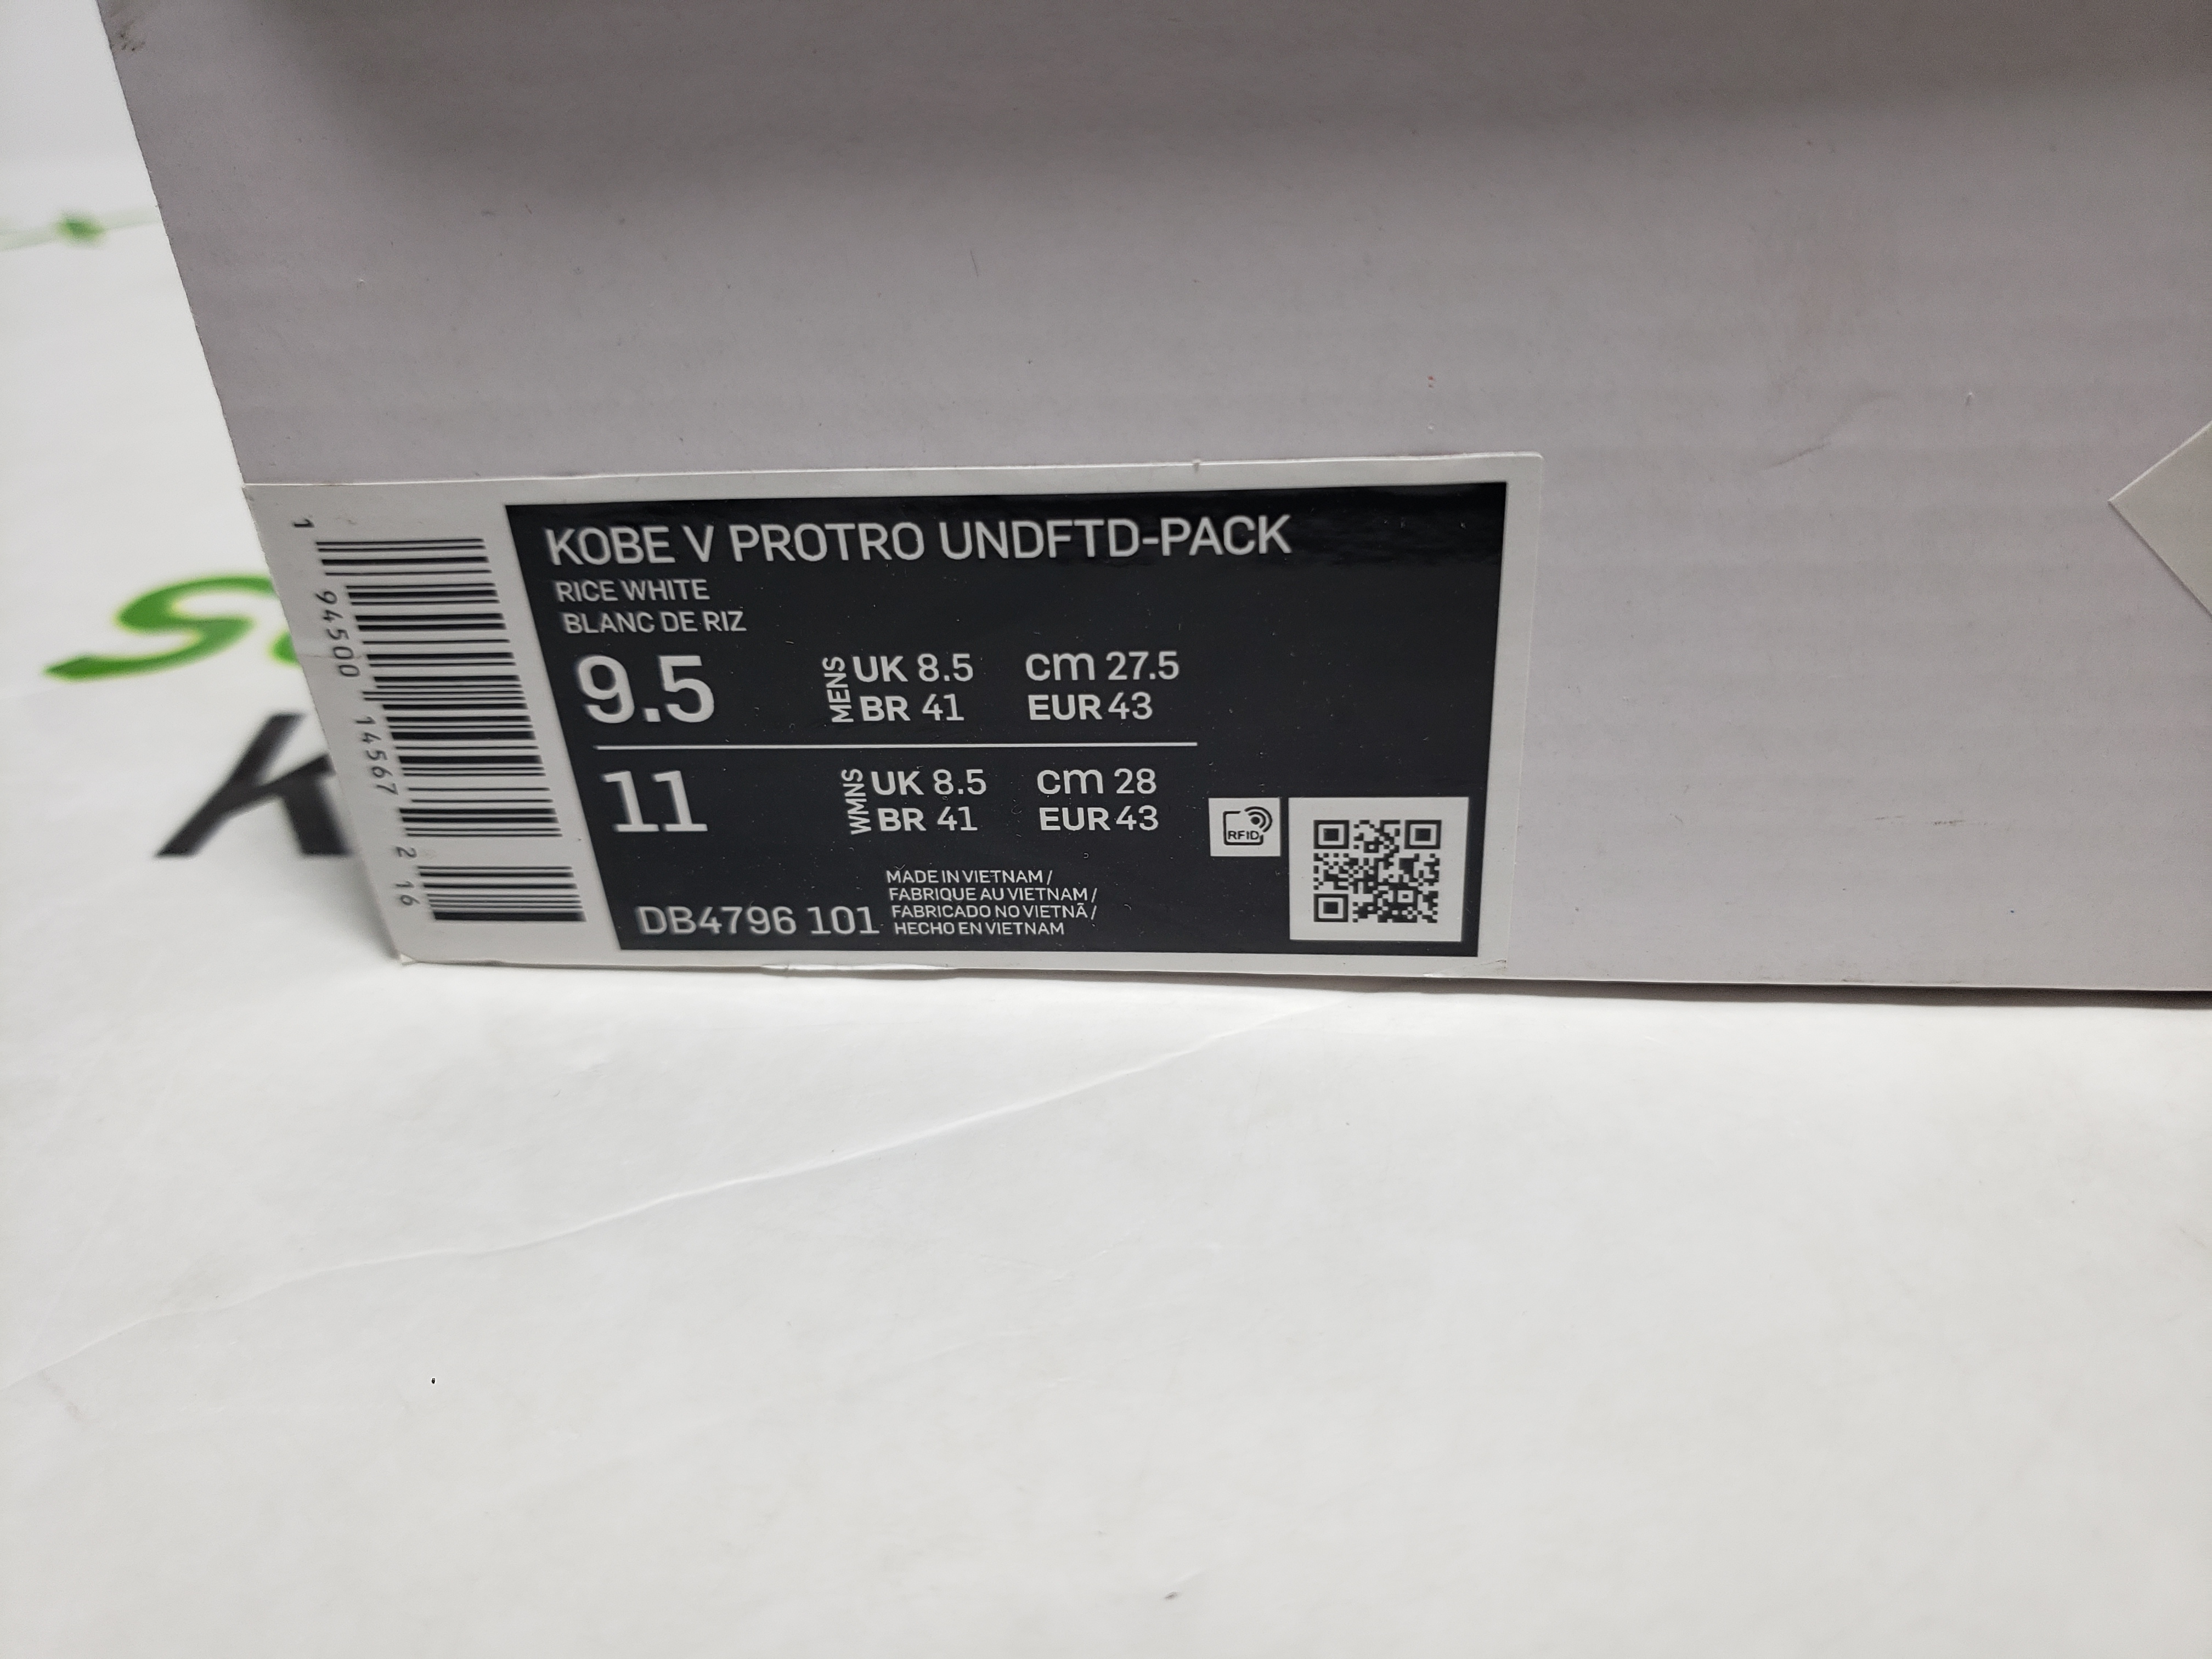 KOBE V PROTRO UNDFTD-PACK
RICE WHITE
BLANC DE RIZ
9.5 MENS UK 8.5 cm 27.5
BR 41 EUR 43
11 WMNS UK 8.5 cm 28
BR 41 EUR 43
RFID
DB4796 101
MADE IN VIETNAM /
FABRIQUE AU VIETNAM /
FABRICADO NO VIETNÃ /
HECHO EN VIETNAM
1 94500 14567 2 16
S
K